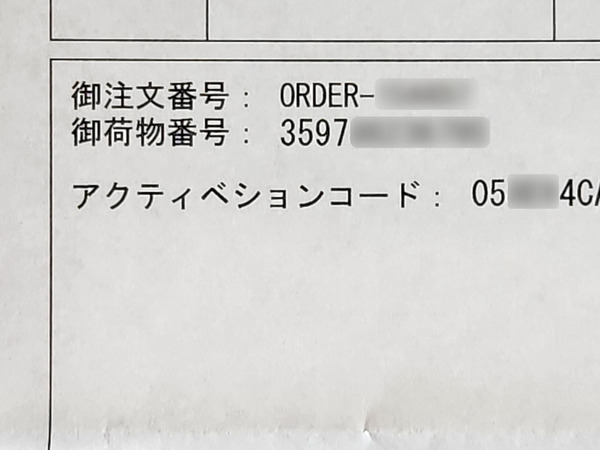 御注文番号： ORDER-
御荷物番号： 3597
アクティベションコード： 05 4CA